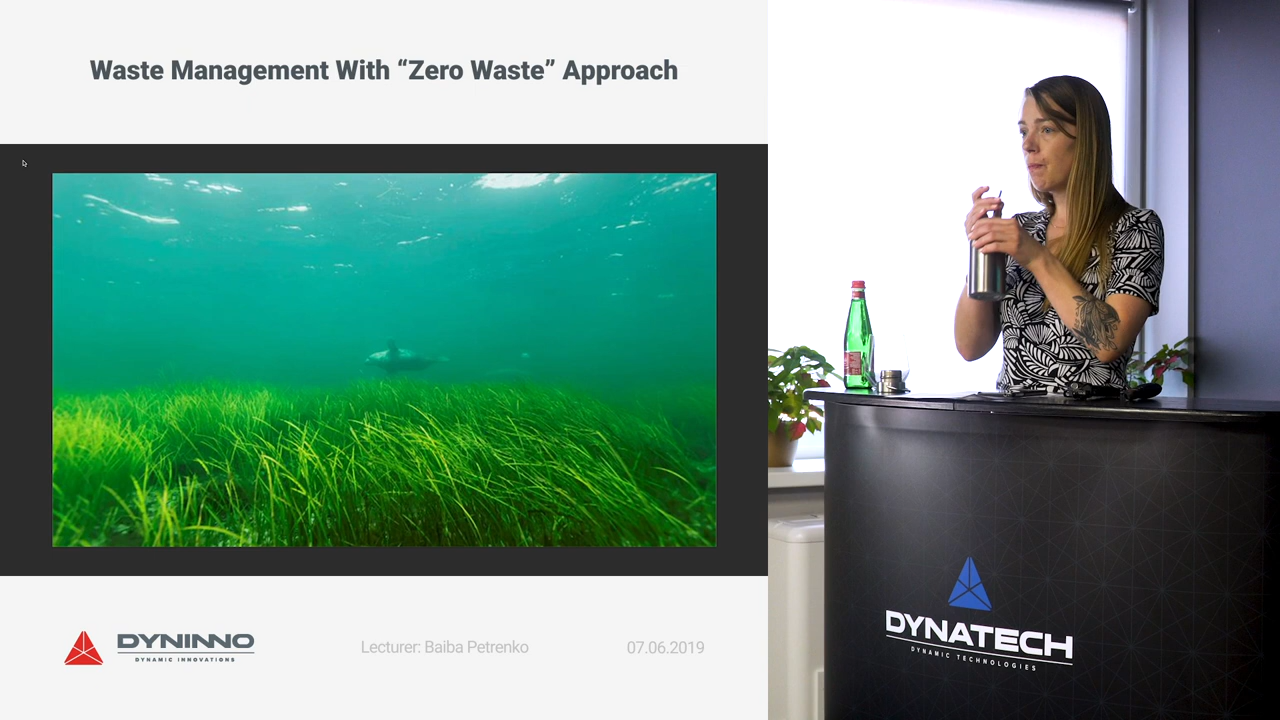 Waste Management With “Zero Waste” Approach
DYNINNO
DYNAMIC INNOVATIONS
Lecturer: Baiba Petrenko
07.06.2019
DYNATECH
DYNAMIC TECHNOLOGIES